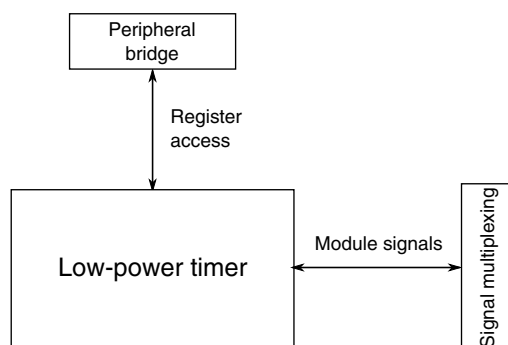 Peripheral
bridge
Register
access
Low-power timer
Module signals
Signal multiplexing